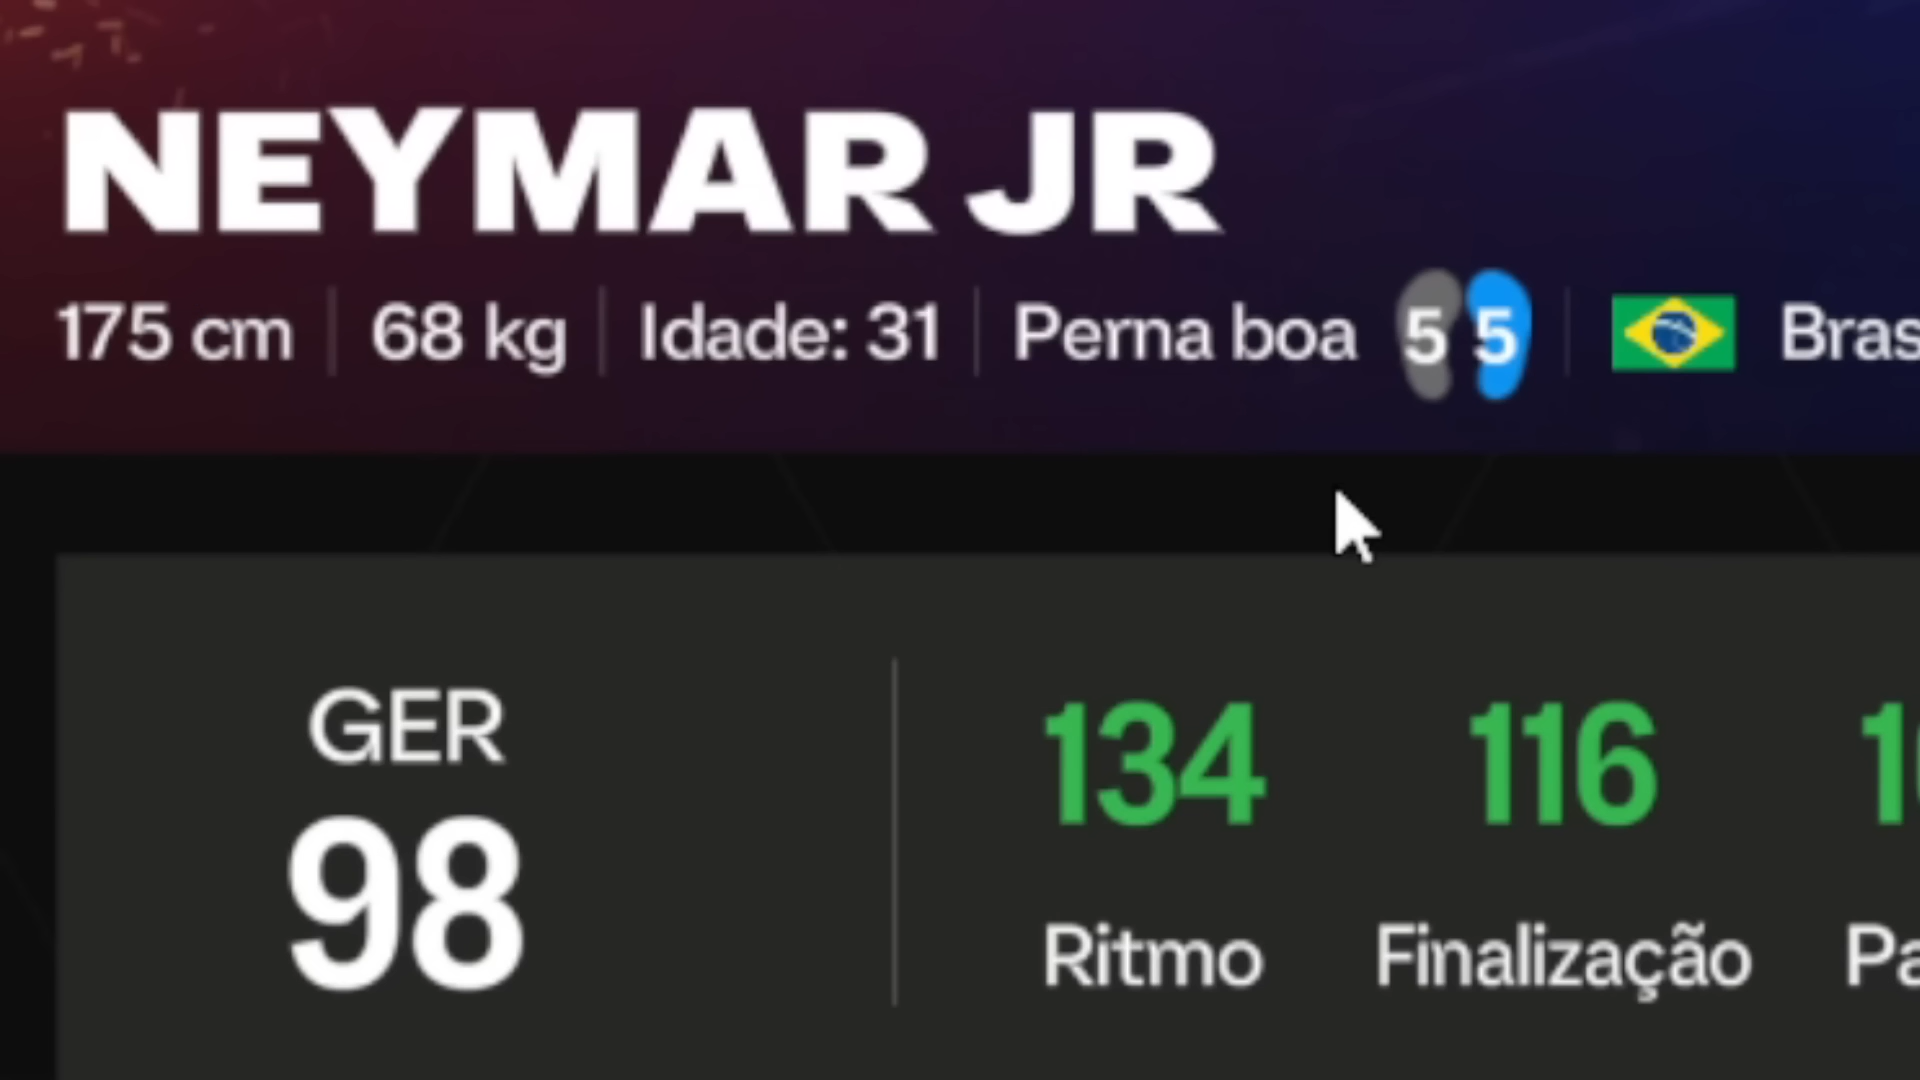 NEYMAR JR
175 cm 68 kg Idade: 31 Perna boa 5 5
GER
98
134 116
Ritmo Finalização